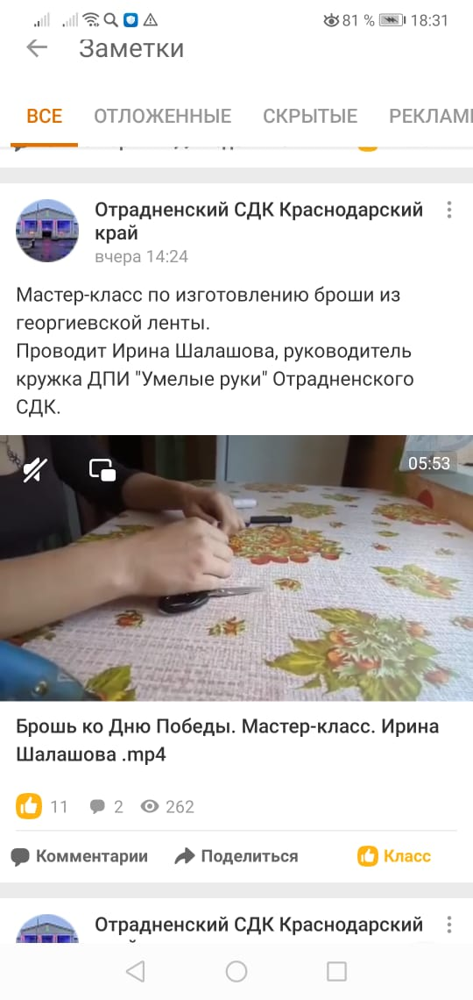 81 % 18:31
Заметки
ВСЕ ОТЛОЖЕННЫЕ СКРЫТЫЕ РЕКЛАМ
Отрадненский СДК Краснодарский
край
вчера 14:24
Мастер-класс по изготовлению броши из
георгиевской ленты.
Проводит Ирина Шалашова, руководитель
кружка ДПИ "Умелые руки" Отрадненского
СДК.
05:53
Брошь ко Дню Победы. Мастер-класс. Ирина
Шалашова .mp4
11 2 262
Комментарии Поделиться Класс
Отрадненский СДК Краснодарский